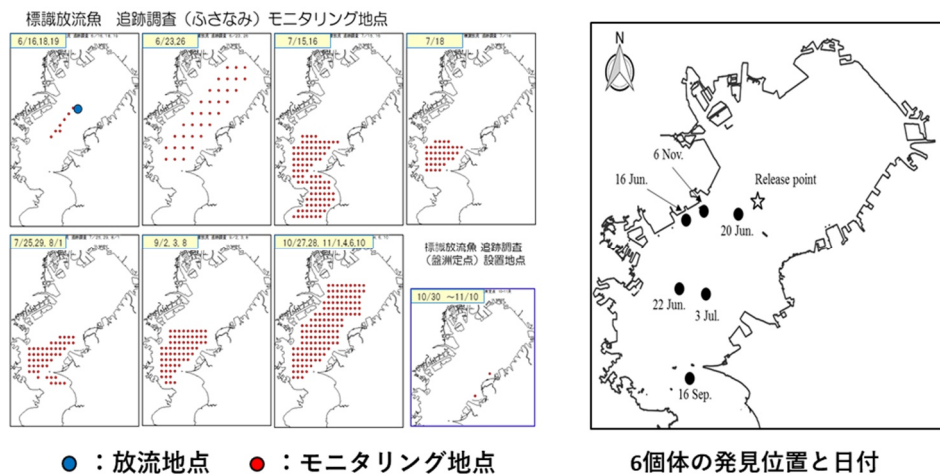 標識放流魚 追跡調査（ふさなみ）モニタリング地点
6/16,18,19
6/23,26
7/15,16
7/18
7/25,29, 8/1
9/2, 3, 8
10/27,28, 11/1,4,6,10
標識放流魚 追跡調査
（盤洲定点）設置地点
10/30 ～11/10
N
6 Nov.
16 Jun.
Release point
20 Jun.
22 Jun.
3 Jul.
16 Sep.
：放流地点
：モニタリング地点
6個体の発見位置と日付